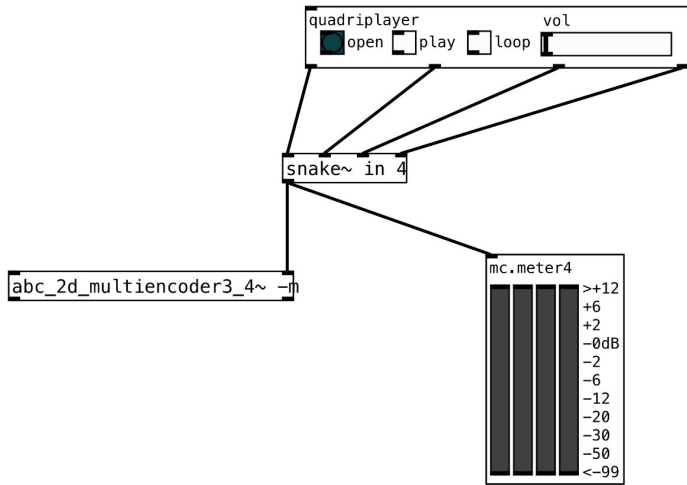 quadriplayer
vol
open
play
loop
snake~ in 4
abc_2d_multiencoder3_4~ -m
mc.meter4
>+12
+6
+2
-0dB
-2
-6
-12
-20
-30
-50
<-99